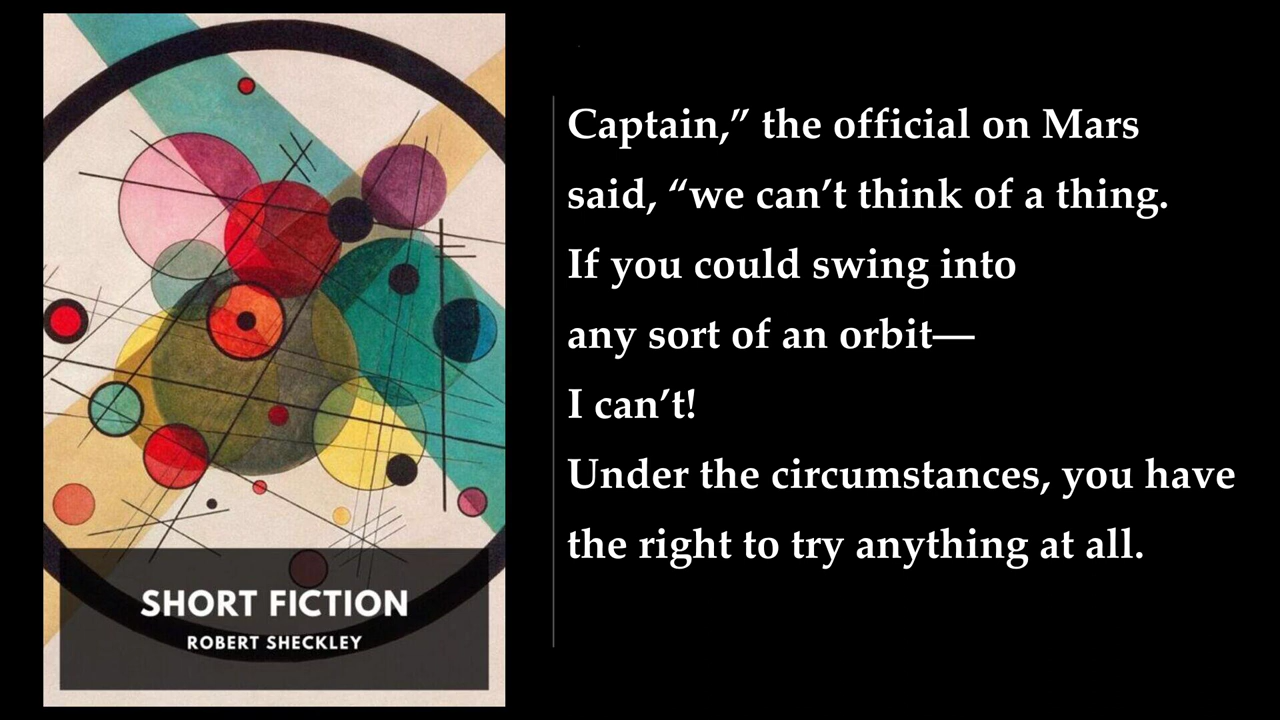 SHORT FICTION
ROBERT SHECKLEY
Captain,” the official on Mars
said, “we can’t think of a thing.
If you could swing into
any sort of an orbit—
I can’t!
Under the circumstances, you have
the right to try anything at all.